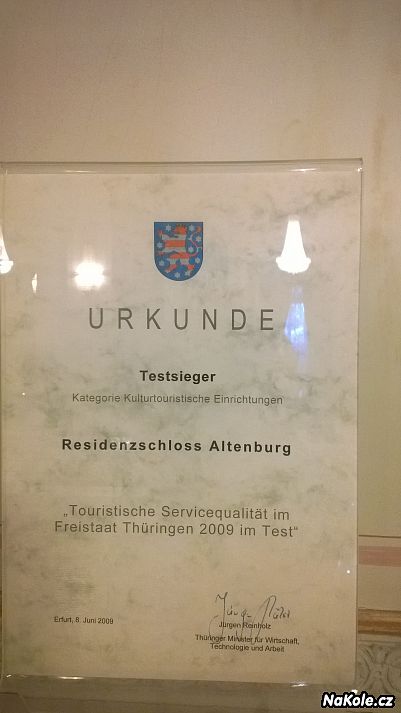 URKUNDE
Testsieger
Kategorie Kulturtouristische Einrichtungen
Residenzschloss Altenburg
„Touristische Servicequalität im
Freistaat Thüringen 2009 im Test“
Erfurt, 8. Juni 2009
Jürgen Reinholz
Thüringer Minister für Wirtschaft,
Technologie und Arbeit
NaKole.cz